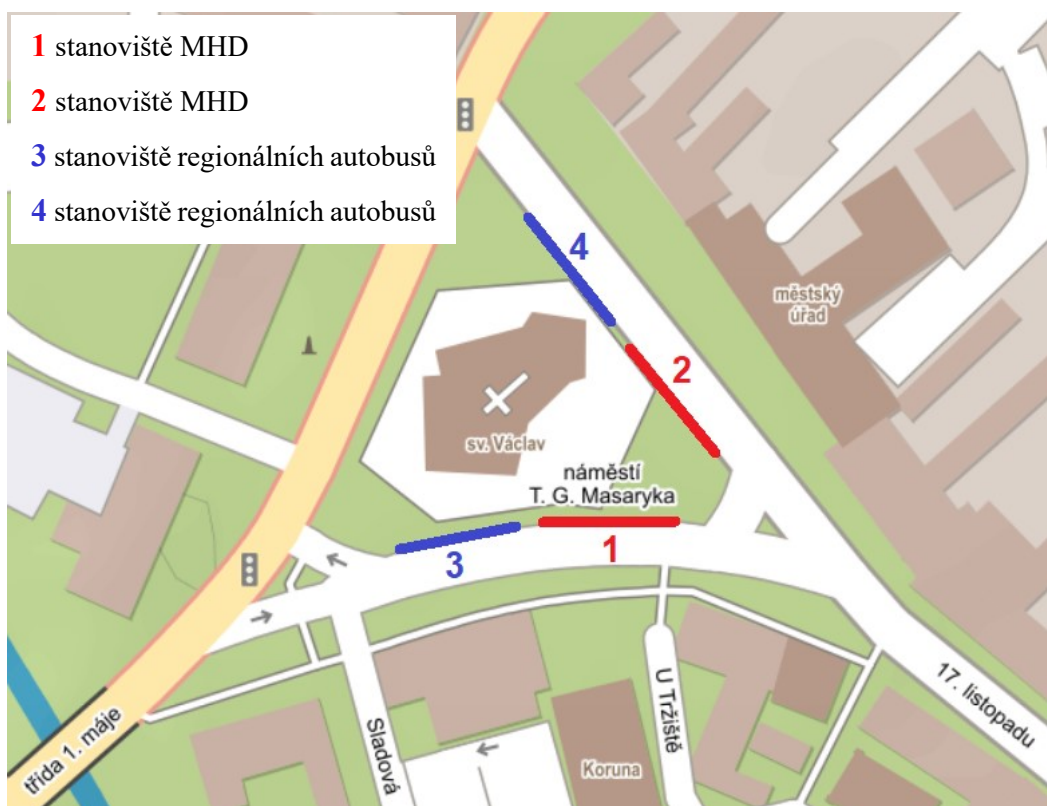 1 stanoviště MHD
2 stanoviště MHD
3 stanoviště regionálních autobusů
4 stanoviště regionálních autobusů
4
městský
úřad
2
sv. Václav
náměstí
T. G. Masaryka
3
1
třída 1. máje
Sladová
U Tržiště
17. listopadu
Koruna